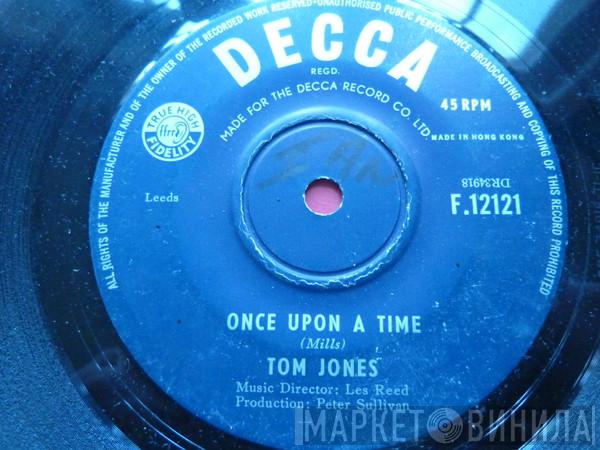 ALL RIGHTS OF THE MANUFACTURER AND OF THE OWNER OF THE RECORDED WORK RESERVED-UNAUTHORISED PUBLIC PERFORMANCE BROADCASTING AND COPYING OF THIS RECORD PROHIBITED
DECCA
REGD.
MADE FOR THE DECCA RECORD CO. LTD.
45 RPM
MADE IN HONG KONG
TRUE HIGH
ffrr
FIDELITY
Leeds
DR34918
F.12121
ONCE UPON A TIME
(Mills)
TOM JONES
Music Director: Les Reed
Production: Peter Sullivan
МАРКЕТ ВИНИЛА